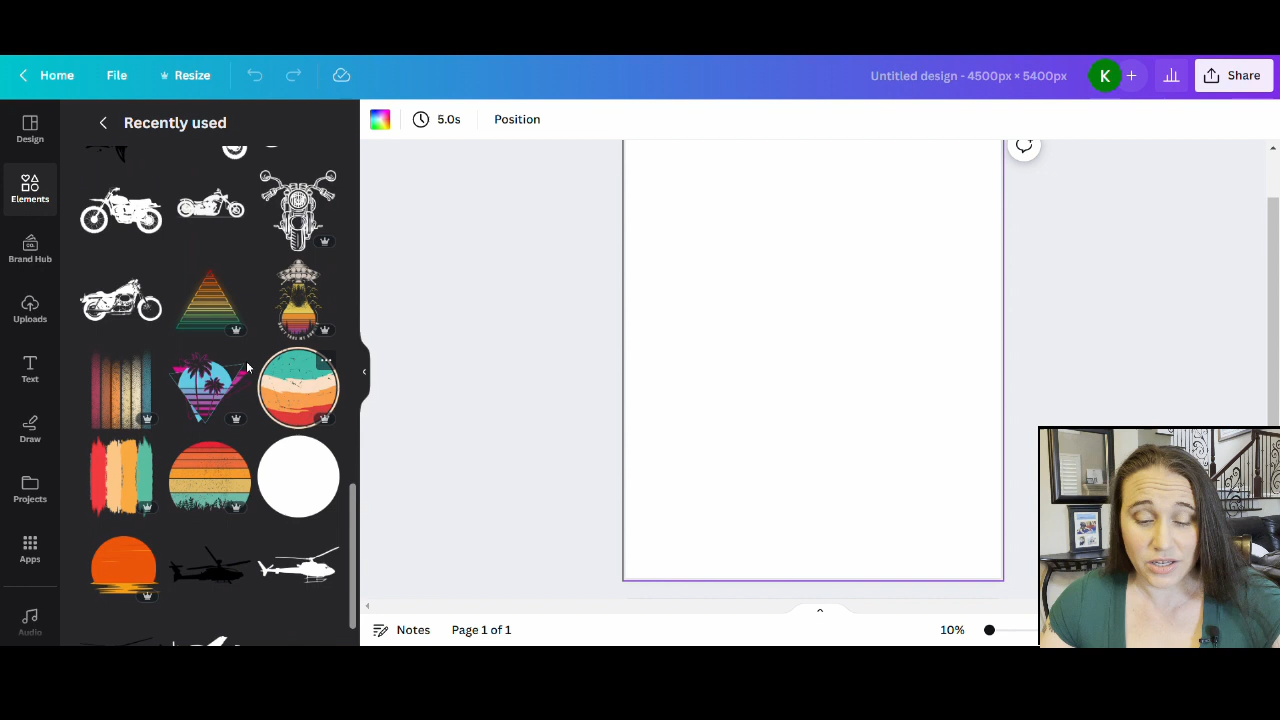 Home
File
Resize
Untitled design - 4500px × 5400px
K
+
Share
Design
Elements
Brand Hub
Uploads
Text
Draw
Projects
Apps
Audio
Recently used
5.0s
Position
Notes
Page 1 of 1
10%